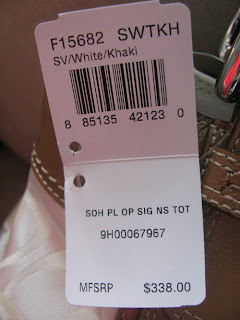 F15682 SWTKH
SV/White/Khaki
8 85135 42123 0
SOH PL OP SIG NS TOT
9H00067967
MFSRP $338.00